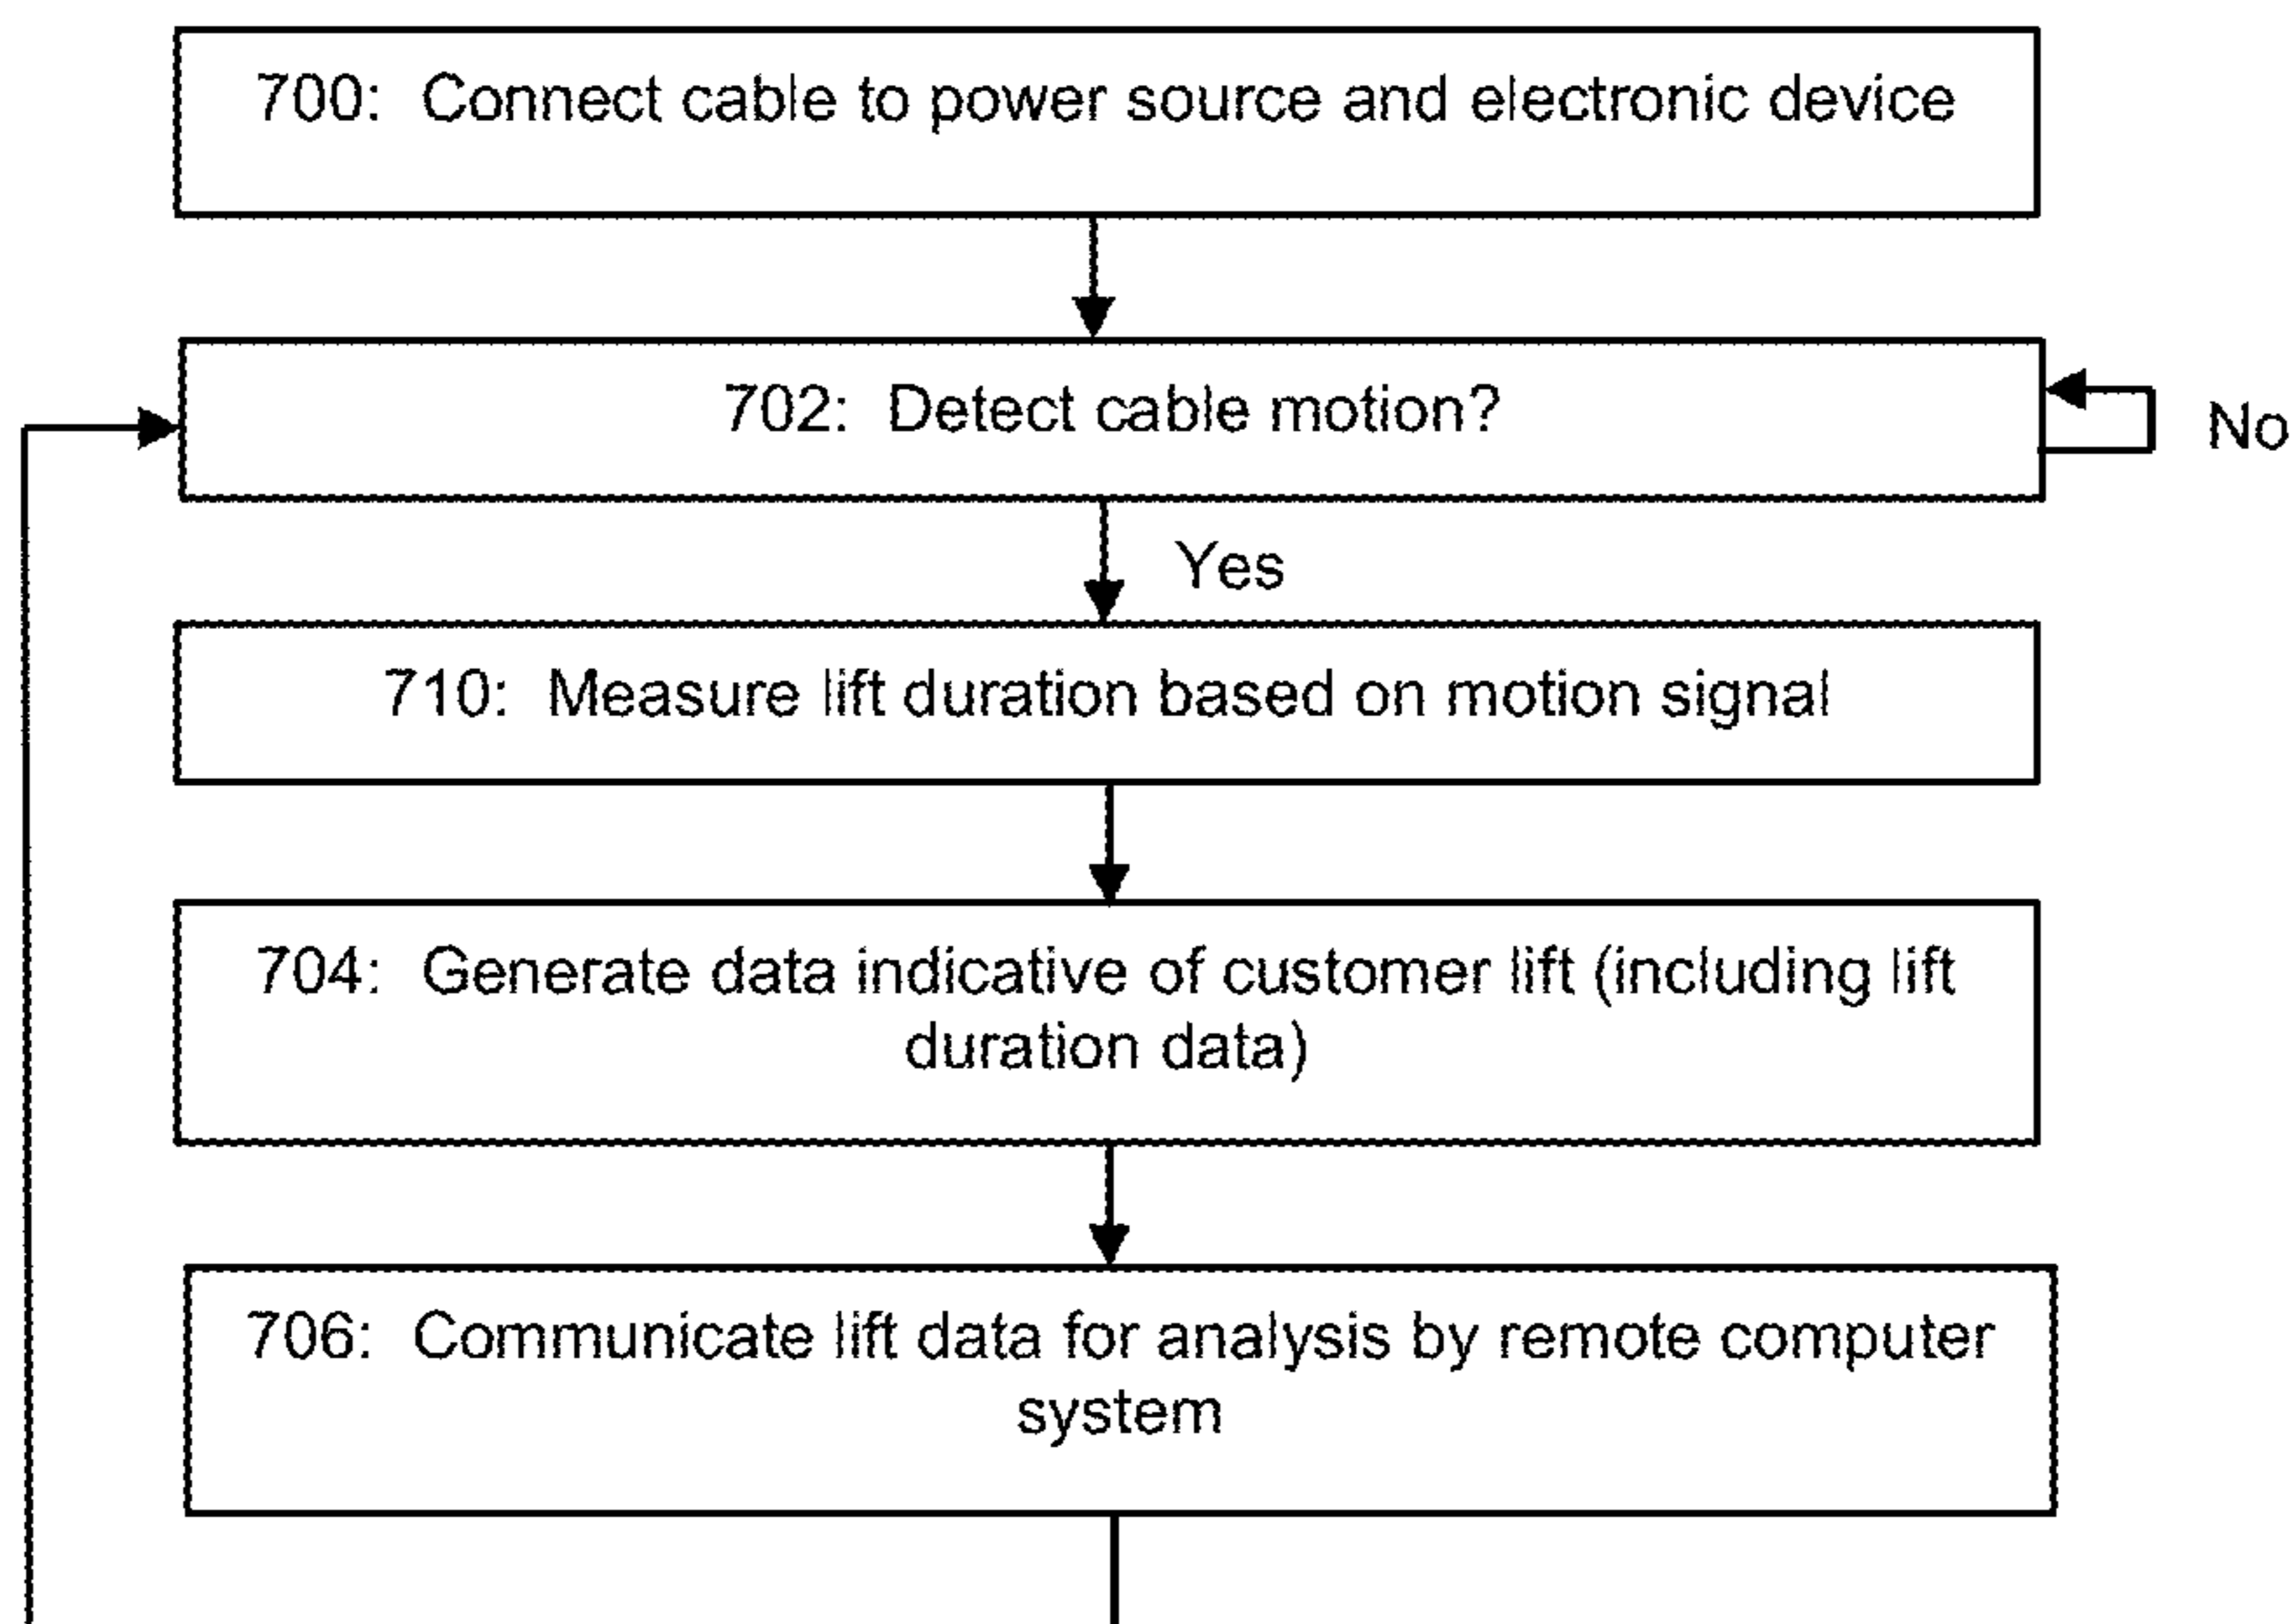 700: Connect cable to power source and electronic device
702: Detect cable motion?
No
Yes
710: Measure lift duration based on motion signal
704: Generate data indicative of customer lift (including lift
duration data)
706: Communicate lift data for analysis by remote computer
system